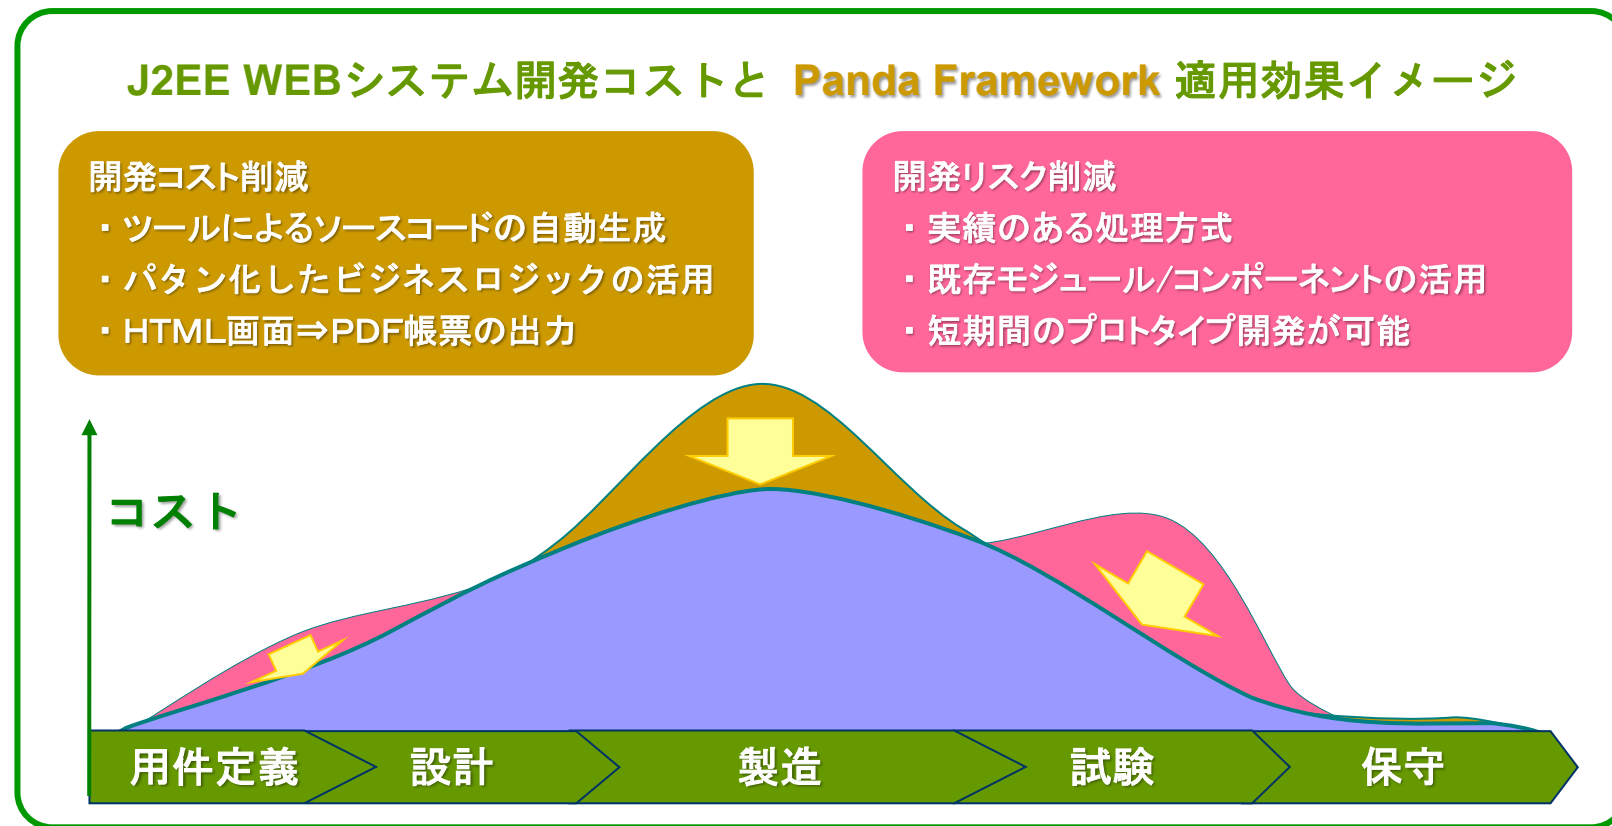 J2EE WEBシステム開発コストと Panda Framework 適用効果イメージ
開発コスト削減
・ツールによるソースコードの自動生成
・パタン化したビジネスロジックの活用
・HTML画面⇒PDF帳票の出力
開発リスク削減
・実績のある処理方式
・既存モジュール/コンポーネントの活用
・短期間のプロトタイプ開発が可能
コスト
用件定義
設計
製造
試験
保守